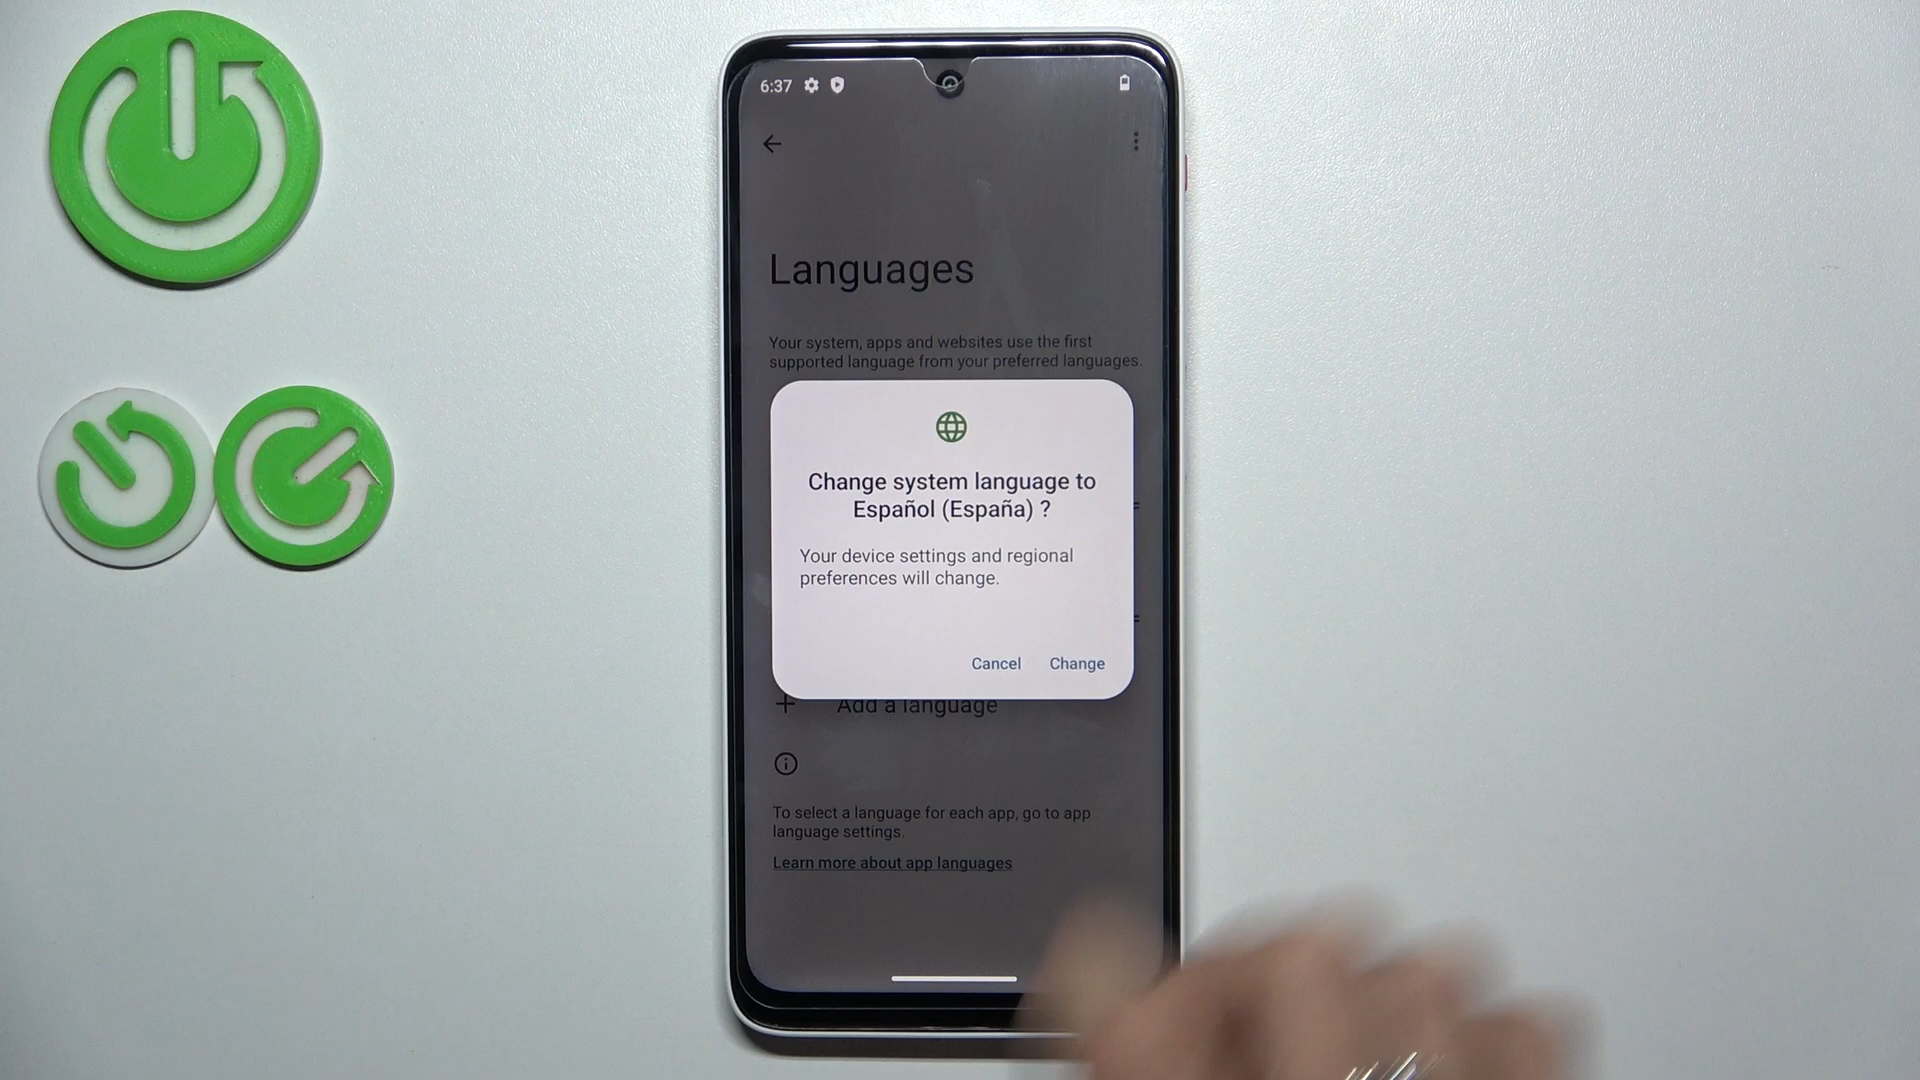 6:37
Languages
Your system, apps and websites use the first
supported language from your preferred languages.
Change system language to
Español (España) ?
Your device settings and regional
preferences will change.
Cancel Change
Add a language
To select a language for each app, go to app
language settings.
Learn more about app languages